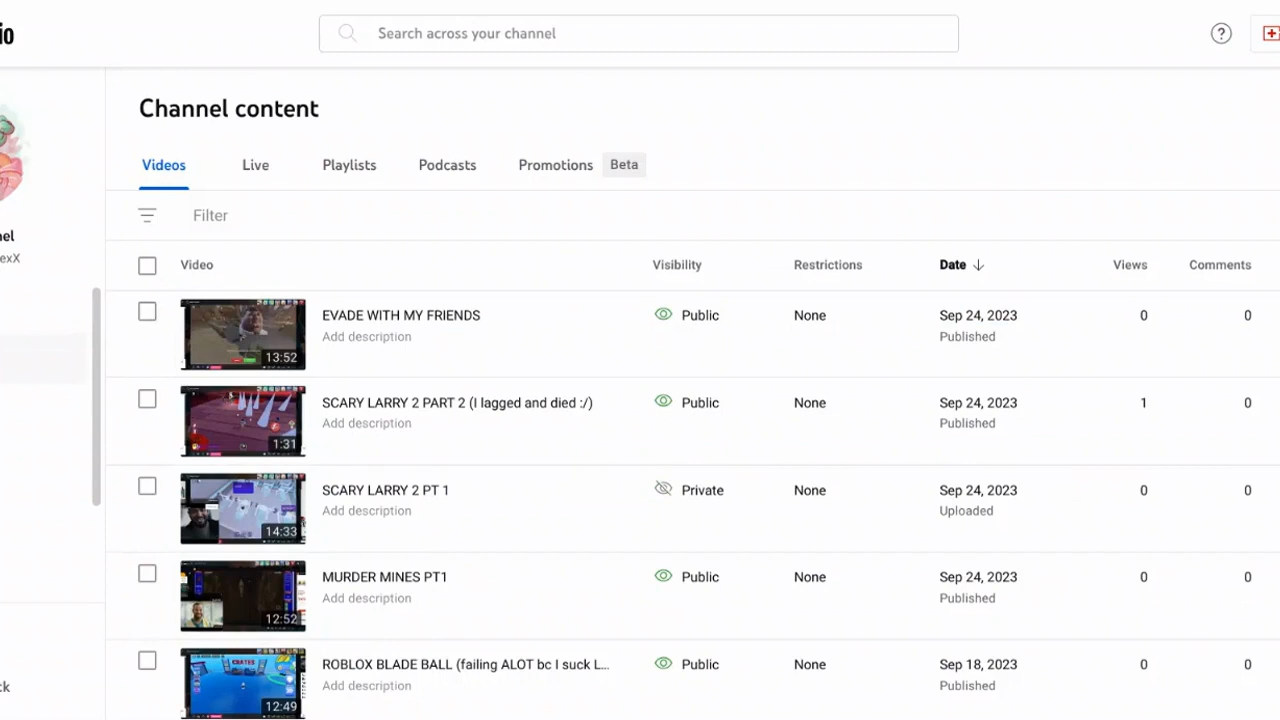 io
Search across your channel
?
Channel content
Videos
Live
Playlists
Podcasts
Promotions
Beta
nel
exX
Filter
Video
Visibility
Restrictions
Date
Views
Comments
13:52
EVADE WITH MY FRIENDS
Add description
Public
None
Sep 24, 2023
Published
0
0
1:31
SCARY LARRY 2 PART 2 (I lagged and died :/)
Add description
Public
None
Sep 24, 2023
Published
1
0
14:33
SCARY LARRY 2 PT 1
Add description
Private
None
Sep 24, 2023
Uploaded
0
0
12:52
MURDER MINES PT1
Add description
Public
None
Sep 24, 2023
Published
0
0
CRATES
12:49
ROBLOX BLADE BALL (failing ALOT bc I suck L...
Add description
Public
None
Sep 18, 2023
Published
0
0
ck